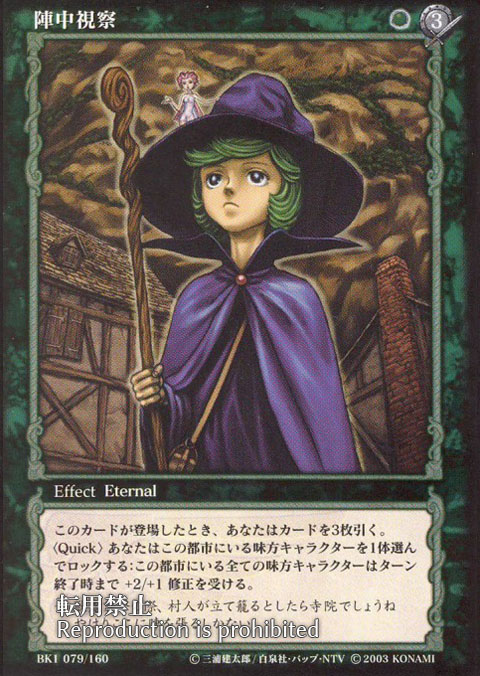 陣中視察
3
Effect Eternal
このカードが登場したとき、あなたはカードを3枚引く。
〈Quick〉あなたはこの都市にいる味方キャラクターを1体選ん
でロックする:この都市にいる全ての味方キャラクターはターン
終了時まで +2/+1 修正を受ける。
、村人が立て籠るとしたら寺院でしょうね
転用禁止
Reproduction is prohibited
BK1 079/160
©三浦建太郎/白泉社・バップ・NTV ©2003 KONAMI